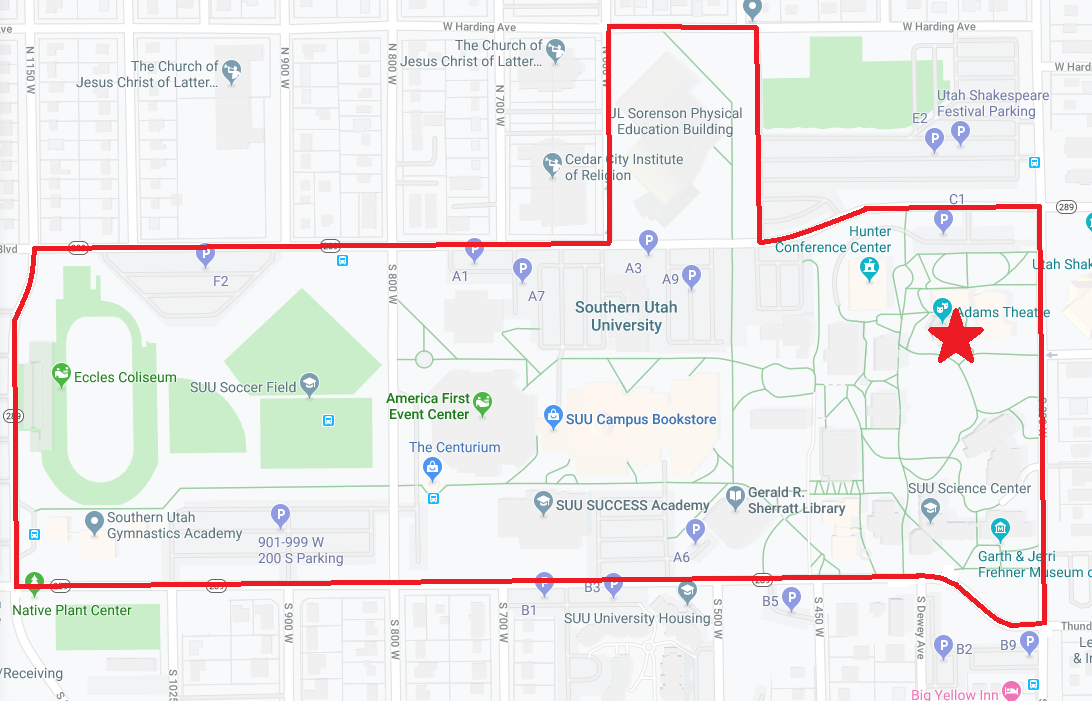 ve
W Harding Ave
W Harding Ave
W Hard
N 1150 W
N 900 W
N 800 W
N 700 W
The Church of
Jesus Christ of Latter...
The Church of
Jesus Christ of Latter...
JL Sorenson Physical
Education Building
Cedar City Institute
of Religion
Utah Shakespeare
Festival Parking
E2
P
P
C1
P
289
Blvd
F2
P
A1
P
A7
P
A3
P
A9
P
Hunter
Conference Center
Utah Shak
Adams Theatre
Southern Utah
University
S 800 W
Eccles Coliseum
SUU Soccer Field
America First
Event Center
SUU Campus Bookstore
The Centurium
289
SUU Science Center
SUU SUCCESS Academy
Gerald R.
Sherratt Library
Southern Utah
Gymnastics Academy
P
901-999 W
200 S Parking
A6
P
Garth & Jerri
Frehner Museum o
Native Plant Center
P
B1
B3
P
SUU University Housing
B5
P
S 900 W
S 800 W
S 700 W
S 500 W
S 450 W
S Dewey Ave
Thund
P
B2
B9
P
Le
& In
/Receiving
S 1025
S
Big Yellow Inn